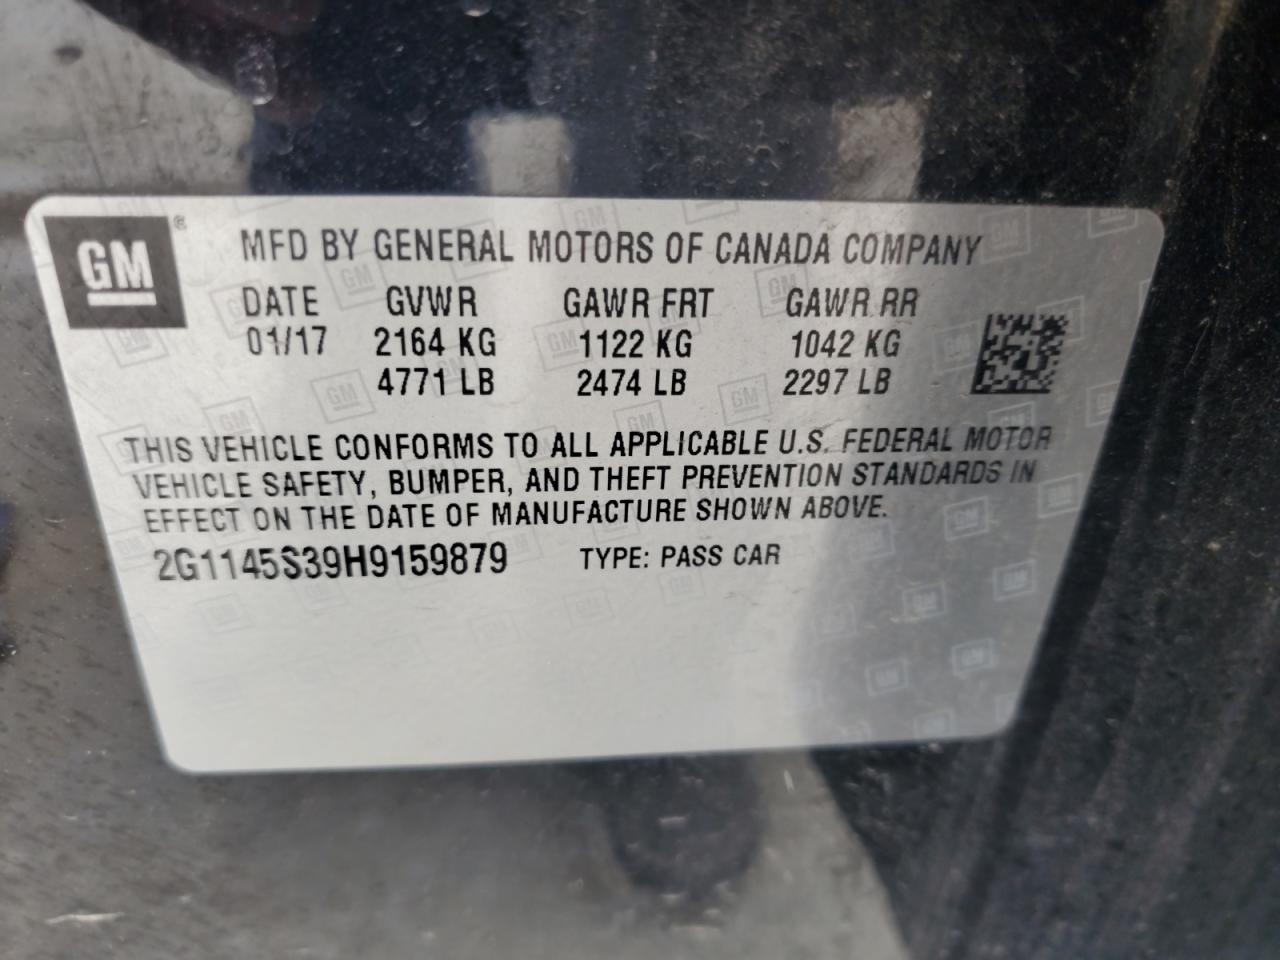 GM ®
MFD BY GENERAL MOTORS OF CANADA COMPANY
DATE GVWR GAWR FRT GAWR RR
01/17 2164 KG 1122 KG 1042 KG
4771 LB 2474 LB 2297 LB
THIS VEHICLE CONFORMS TO ALL APPLICABLE U.S. FEDERAL MOTOR
VEHICLE SAFETY, BUMPER, AND THEFT PREVENTION STANDARDS IN
EFFECT ON THE DATE OF MANUFACTURE SHOWN ABOVE.
2G1145S39H9159879 TYPE: PASS CAR